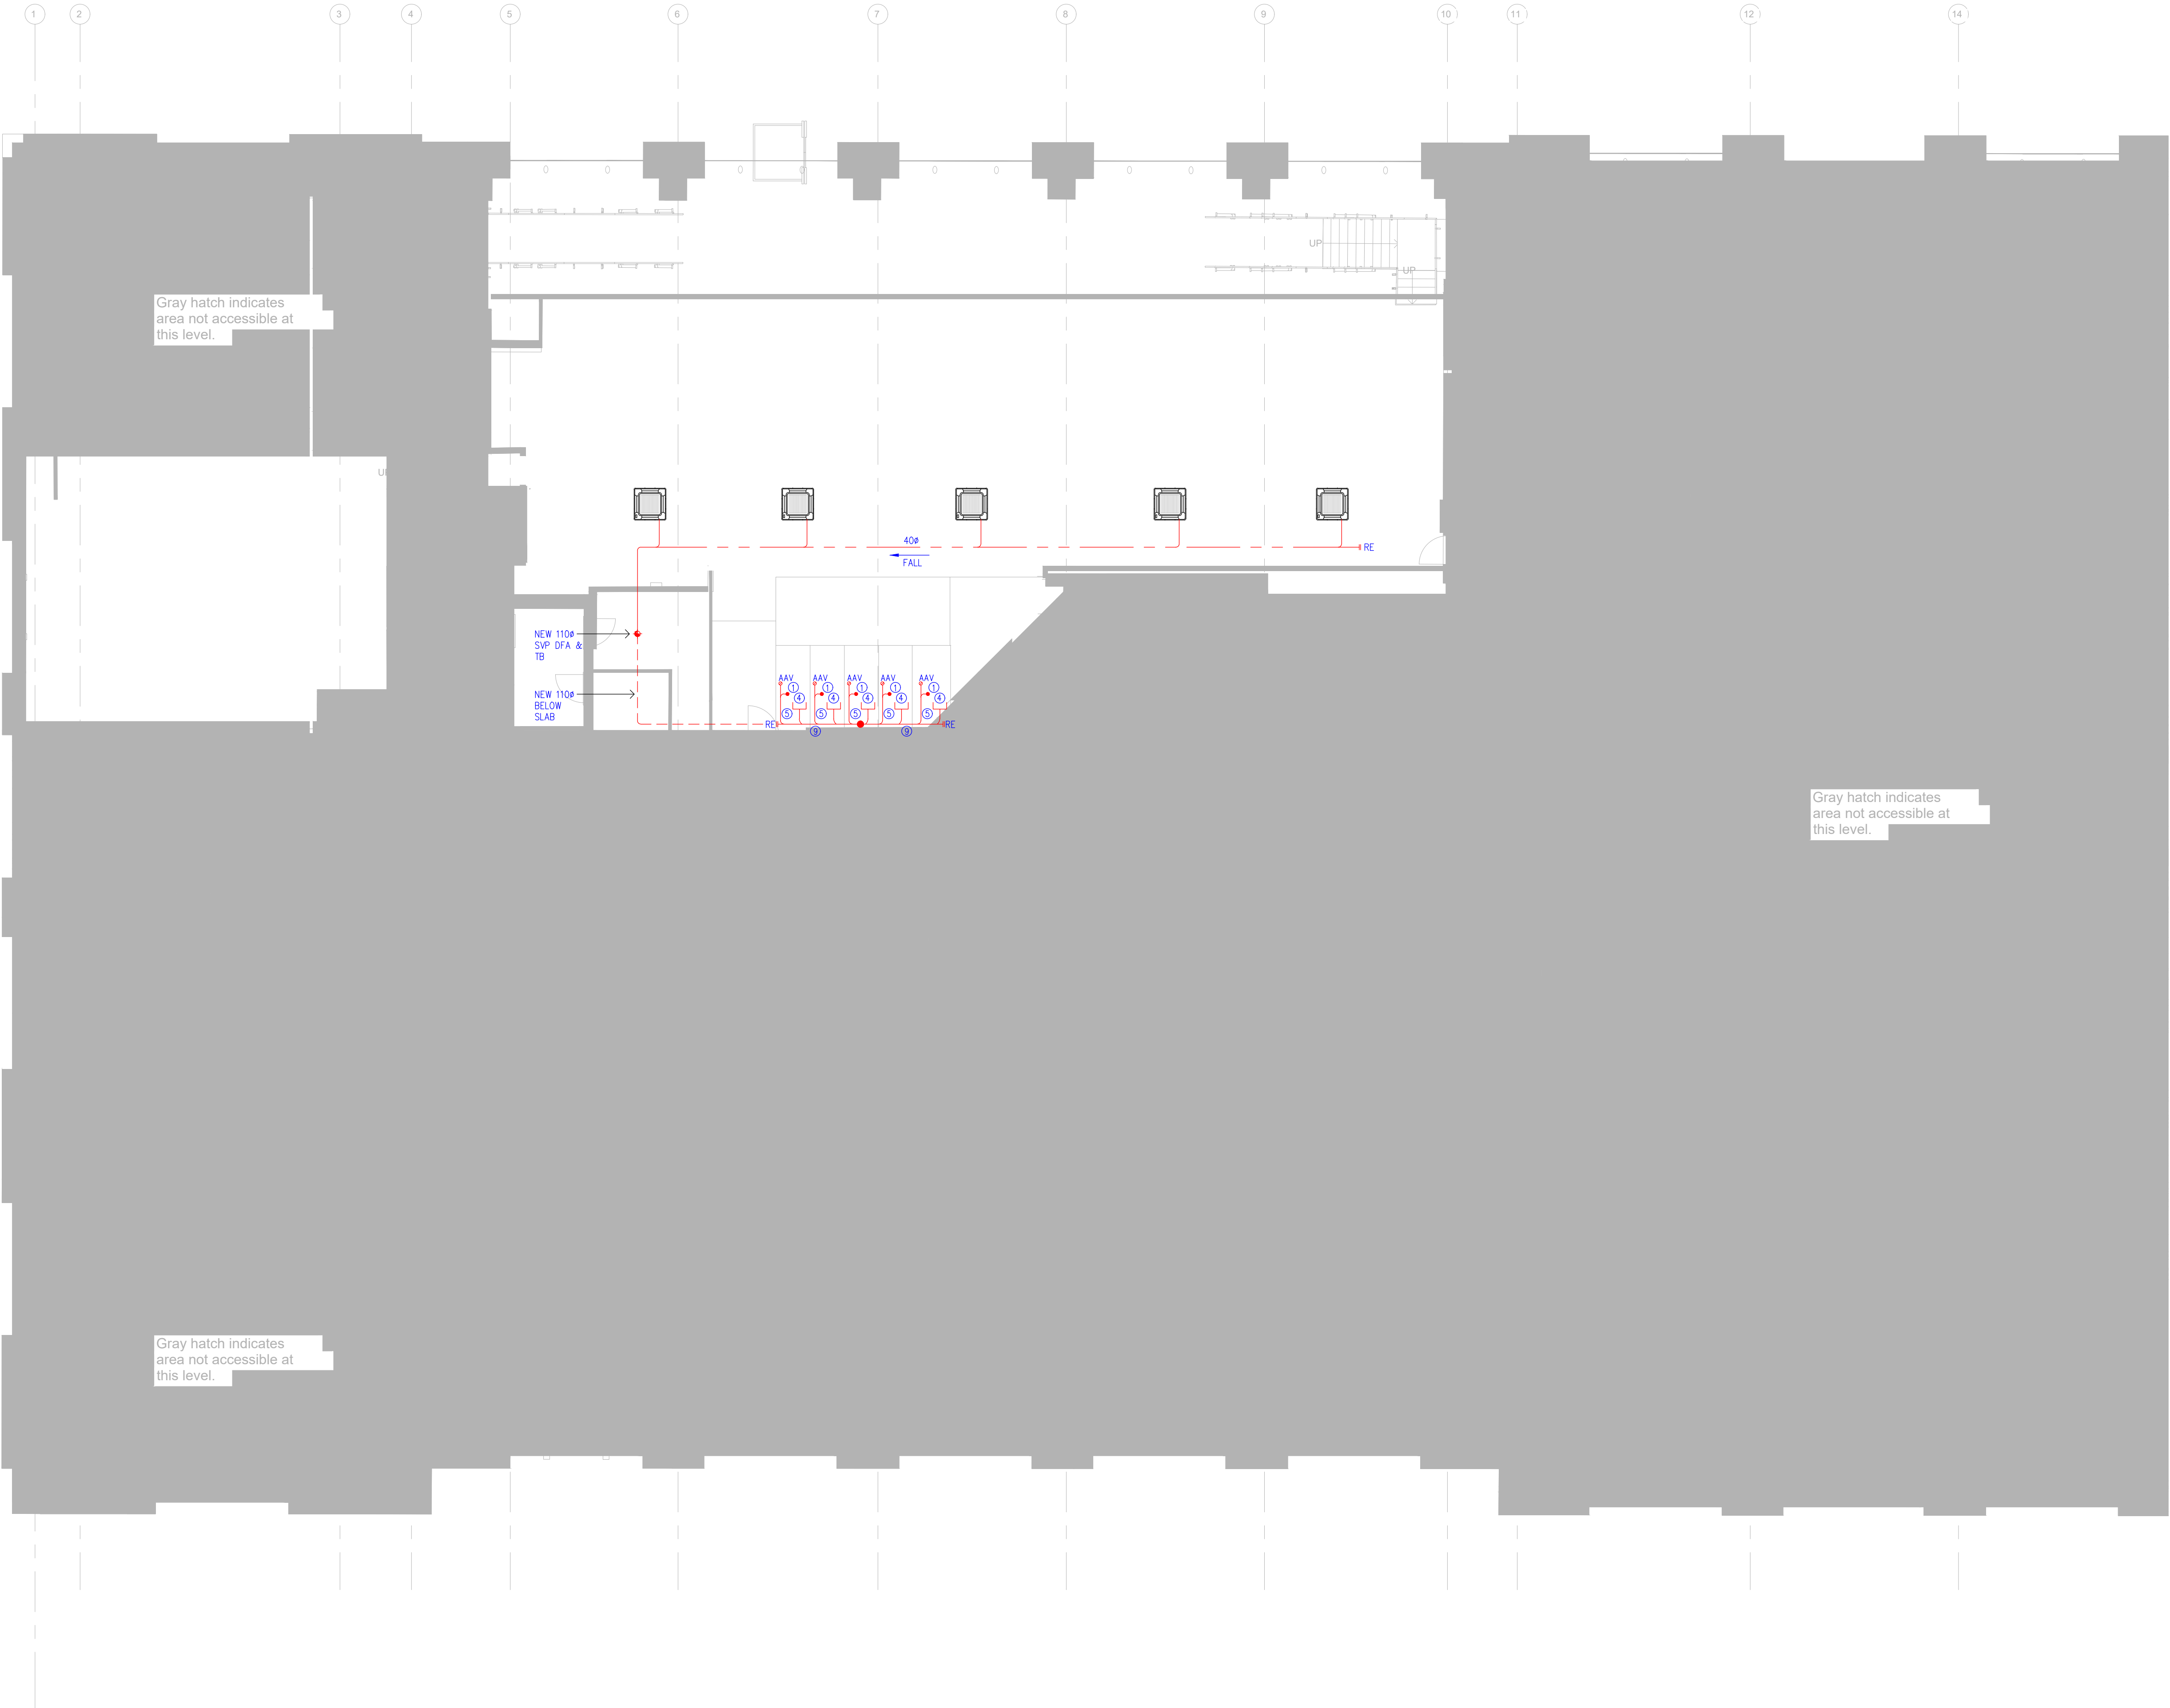 1
2
3
4
5
6
7
8
9
10
11
12
14
UP
UP
Gray hatch indicates
area not accessible at
this level.
40ø
FALL
RE
NEW 110ø
SVP DFA &
TB
NEW 110ø
BELOW
SLAB
AAV
AAV
AAV
AAV
AAV
1
1
1
1
1
4
4
4
4
4
5
5
5
5
5
RE
RE
9
9
Gray hatch indicates
area not accessible at
this level.
Gray hatch indicates
area not accessible at
this level.